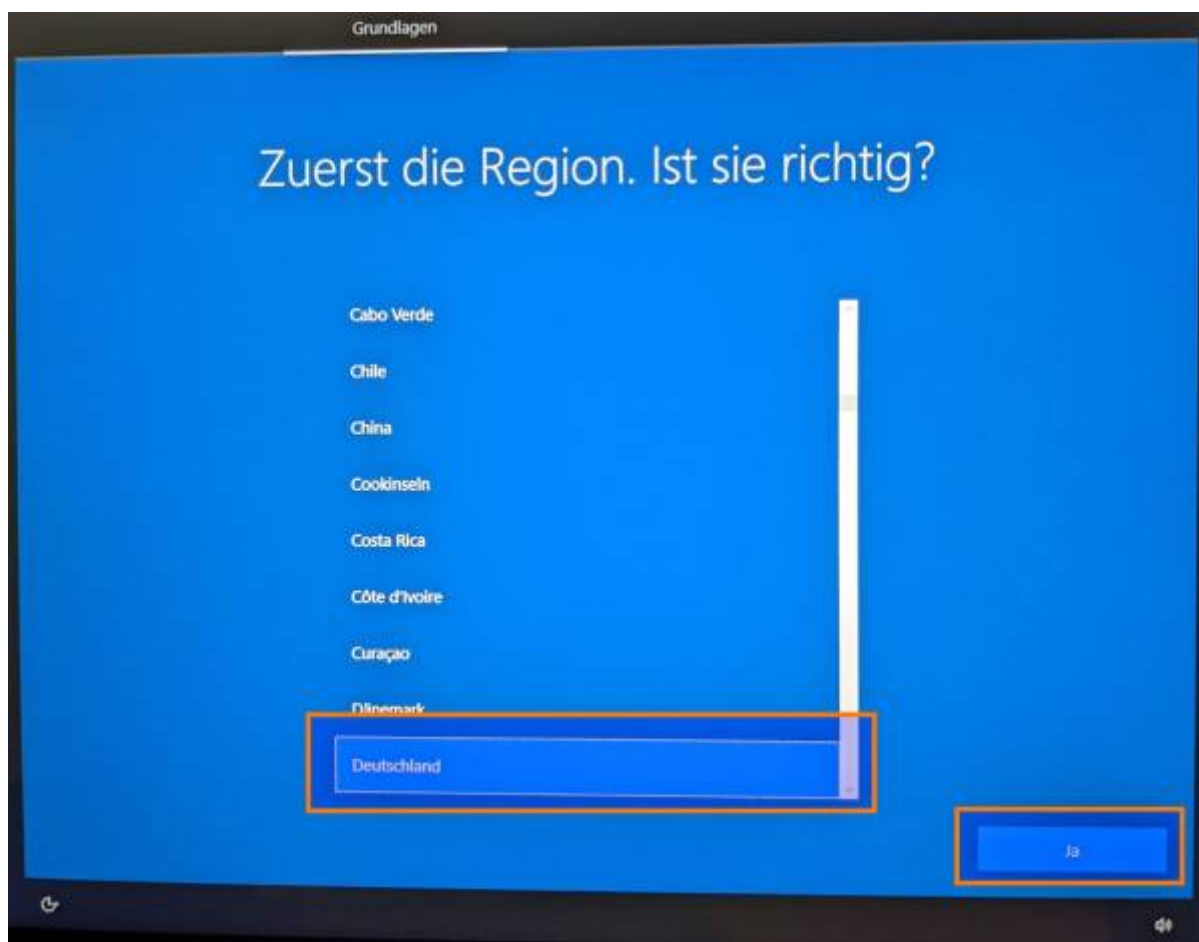 Grundlagen
Zuerst die Region. Ist sie richtig?
Cabo Verde
Chile
China
Cookinseln
Costa Rica
Côte d'Ivoire
Curaçao
Dänemark
Deutschland
Ja